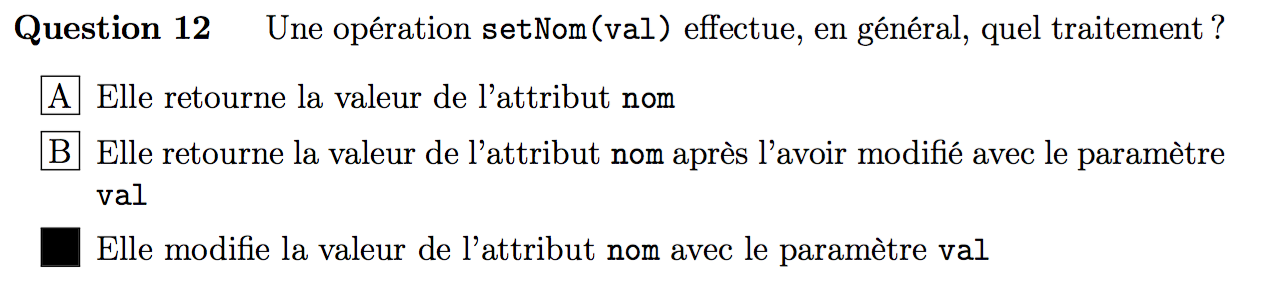 Question 12 Une opération setNom(val) effectue, en général, quel traitement ?
A Elle retourne la valeur de l'attribut nom
B Elle retourne la valeur de l'attribut nom après l'avoir modifié avec le paramètre
val
Elle modifie la valeur de l'attribut nom avec le paramètre val